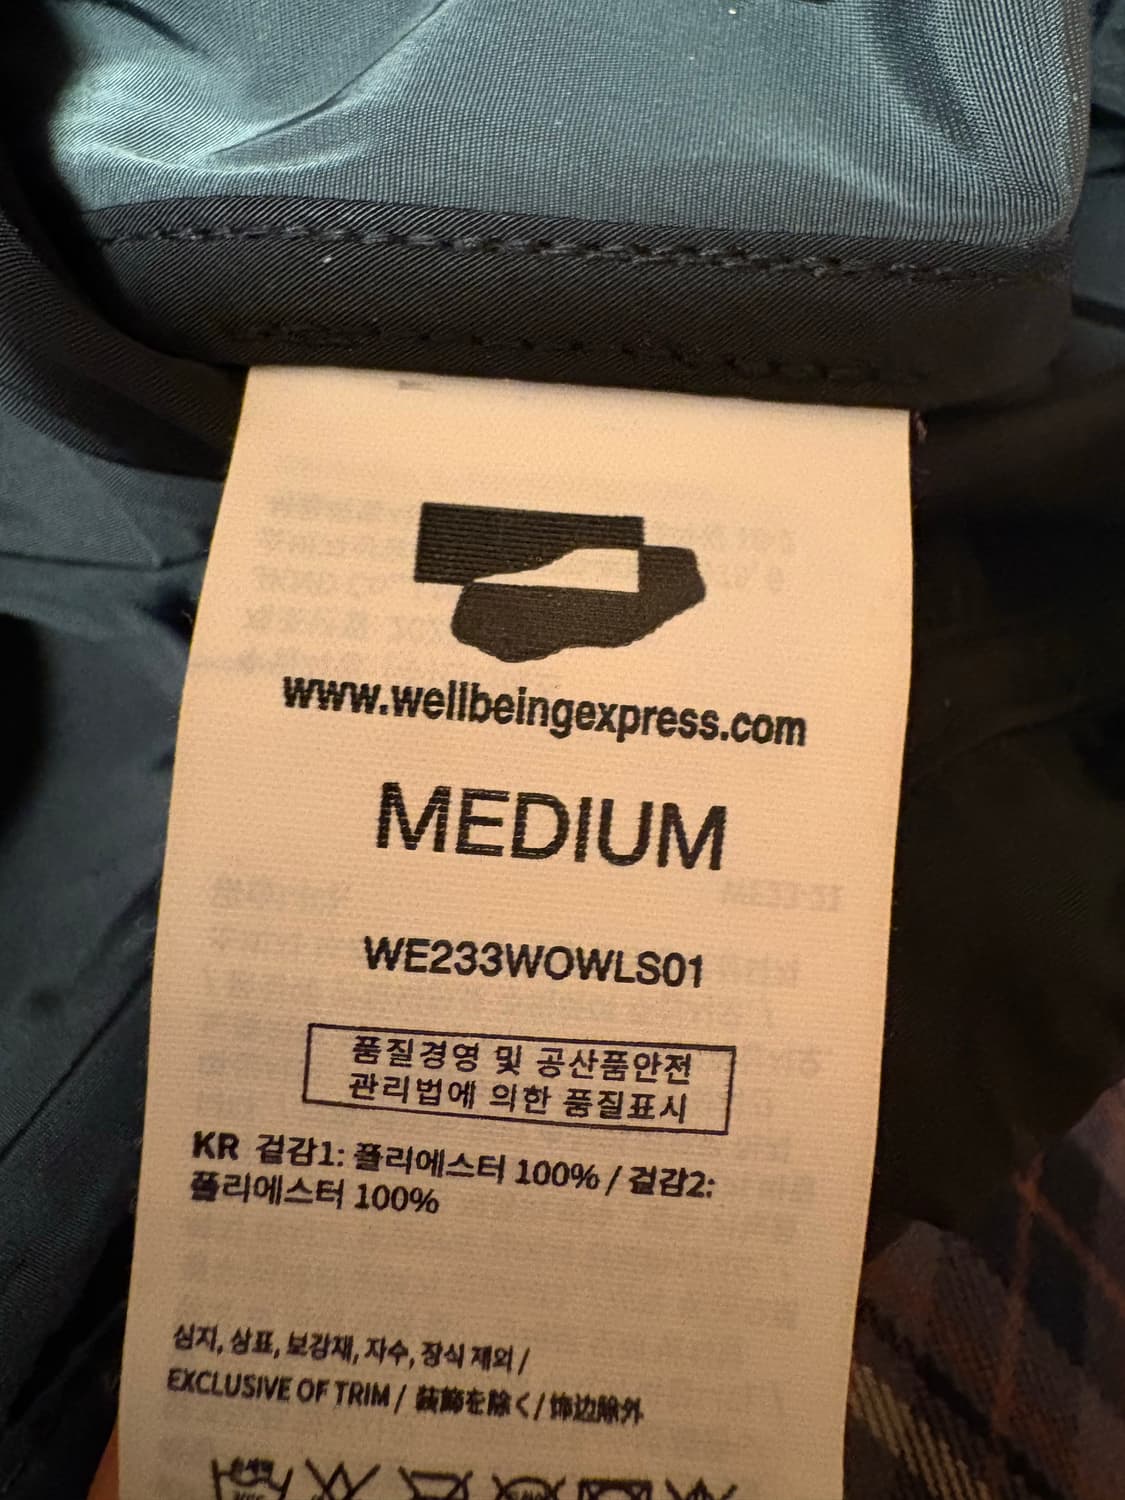 www.wellbeingexpress.com
MEDIUM
WE233WOWLS01
품질경영 및 공산품안전
관리법에 의한 품질표시
KR 겉감1: 폴리에스터 100% / 겉감2:
폴리에스터 100%
심지, 상표, 보강재, 자수, 장식 제외 /
EXCLUSIVE OF TRIM / 装飾を除く / 饰边除外